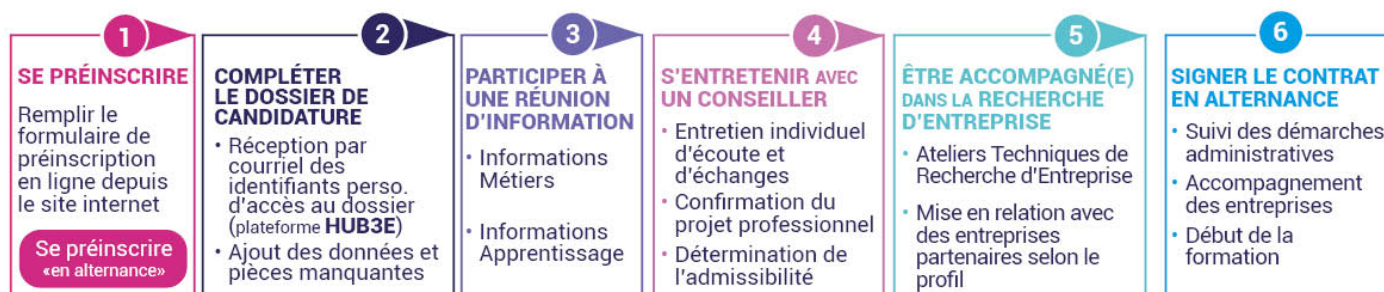 1
SE PRÉINSCRIRE
Remplir le
formulaire de
préinscription
en ligne depuis
le site internet
Se préinscrire
«en alternance»
2
COMPLÉTER
LE DOSSIER DE
CANDIDATURE
• Réception par
courriel des
identifiants perso.
d'accès au dossier
(plateforme HUB3E)
• Ajout des données et
pièces manquantes
3
PARTICIPER À
UNE RÉUNION
D'INFORMATION
• Informations
Métiers
• Informations
Apprentissage
4
S'ENTRETENIR AVEC
UN CONSEILLER
• Entretien individuel
d'écoute et
d'échanges
• Confirmation du
projet professionnel
• Détermination de
l'admissibilité
5
ÊTRE ACCOMPAGNÉ(E)
DANS LA RECHERCHE
D'ENTREPRISE
• Ateliers Techniques de
Recherche d'Entreprise
• Mise en relation avec
des entreprises
partenaires selon le
profil
6
SIGNER LE CONTRAT
EN ALTERNANCE
• Suivi des démarches
administratives
• Accompagnement
des entreprises
• Début de la
formation